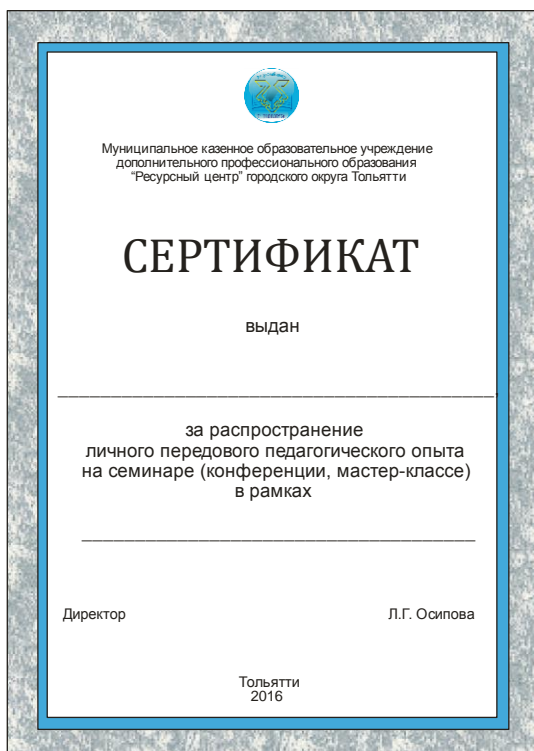 Муниципальное казенное образовательное учреждение
дополнительного профессионального образования
“Ресурсный центр” городского округа Тольятти
СЕРТИФИКАТ
выдан
за распространение
личного передового педагогического опыта
на семинаре (конференции, мастер-классе)
в рамках
Директор Л.Г. Осипова
Тольятти
2016